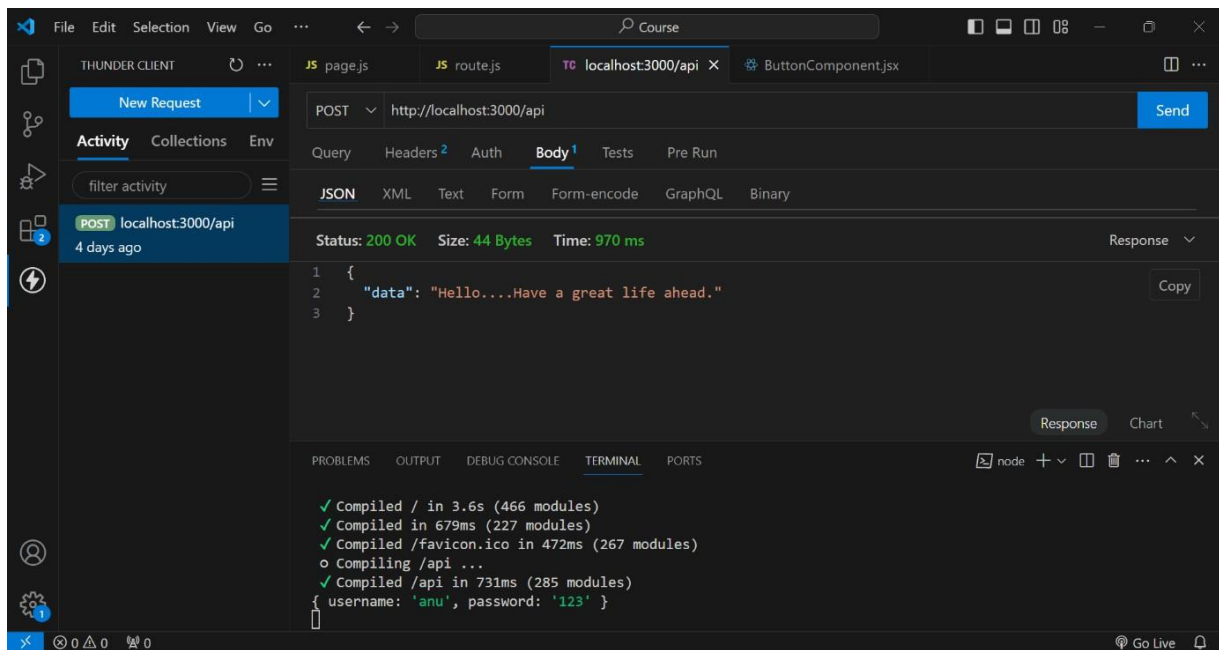 File Edit Selection View Go ... Course
THUNDER CLIENT ...
JS page.js JS route.js TC localhost:3000/api ButtonComponent.jsx ...
New Request
POST http://localhost:3000/api Send
Activity Collections Env
Query Headers 2 Auth Body 1 Tests Pre Run
filter activity
JSON XML Text Form Form-encode GraphQL Binary
POST localhost:3000/api
4 days ago
2
Status: 200 OK Size: 44 Bytes Time: 970 ms Response
1 {
2 "data": "Hello....Have a great life ahead."
3 }
Copy
Response Chart
PROBLEMS OUTPUT DEBUG CONSOLE TERMINAL PORTS node ...
✓ Compiled / in 3.6s (466 modules)
✓ Compiled in 679ms (227 modules)
✓ Compiled /favicon.ico in 472ms (267 modules)
○ Compiling /api ...
✓ Compiled /api in 731ms (285 modules)
{ username: 'anu', password: '123' }
1
0 0 0 Go Live